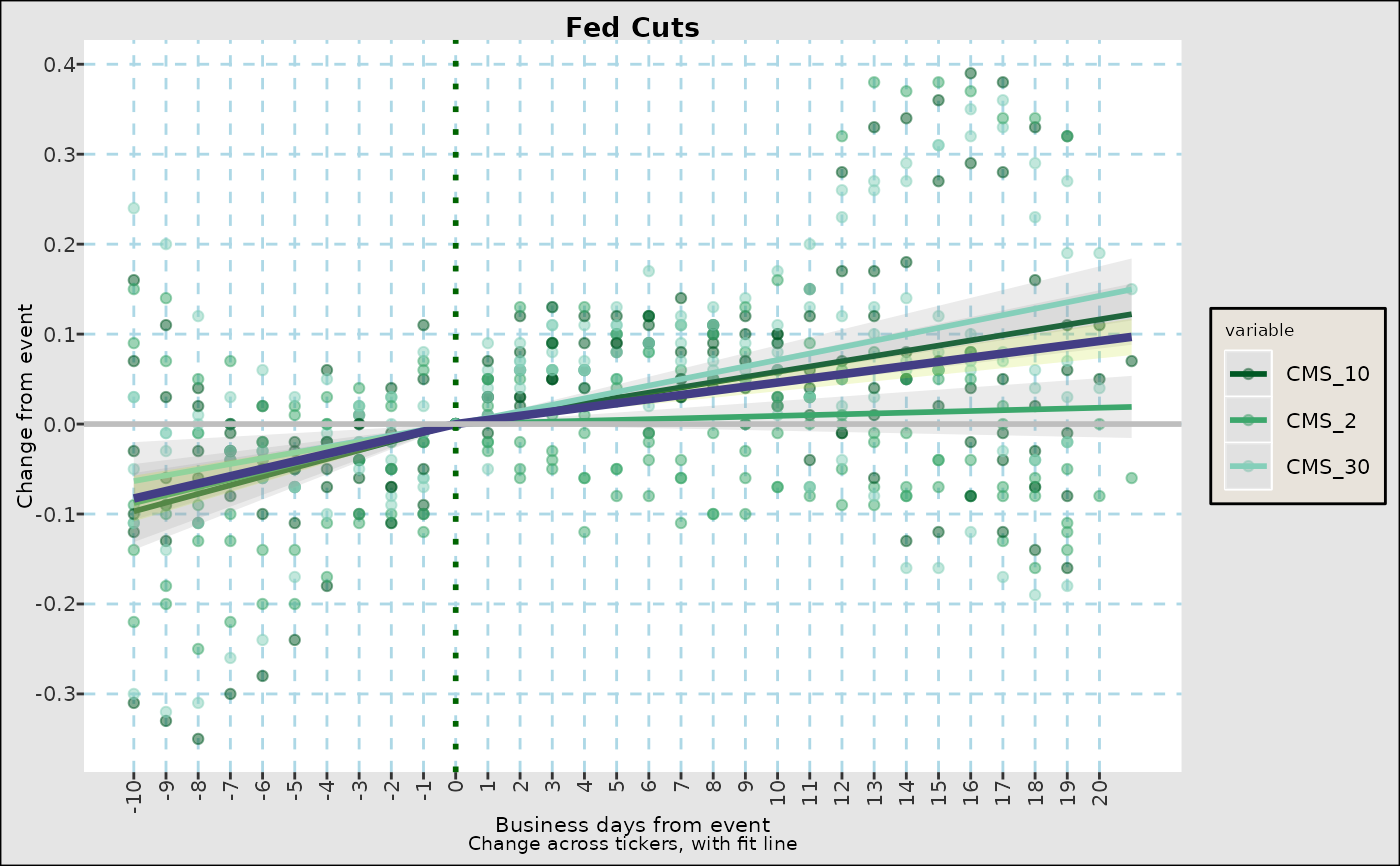 Fed Cuts
Change from event
0.4
0.3
0.2
0.1
0.0
-0.1
-0.2
-0.3
-10 -9 -8 -7 -6 -5 -4 -3 -2 -1 0 1 2 3 4 5 6 7 8 9 10 11 12 13 14 15 16 17 18 19 20
Business days from event
Change across tickers, with fit line
variable
CMS_10
CMS_2
CMS_30